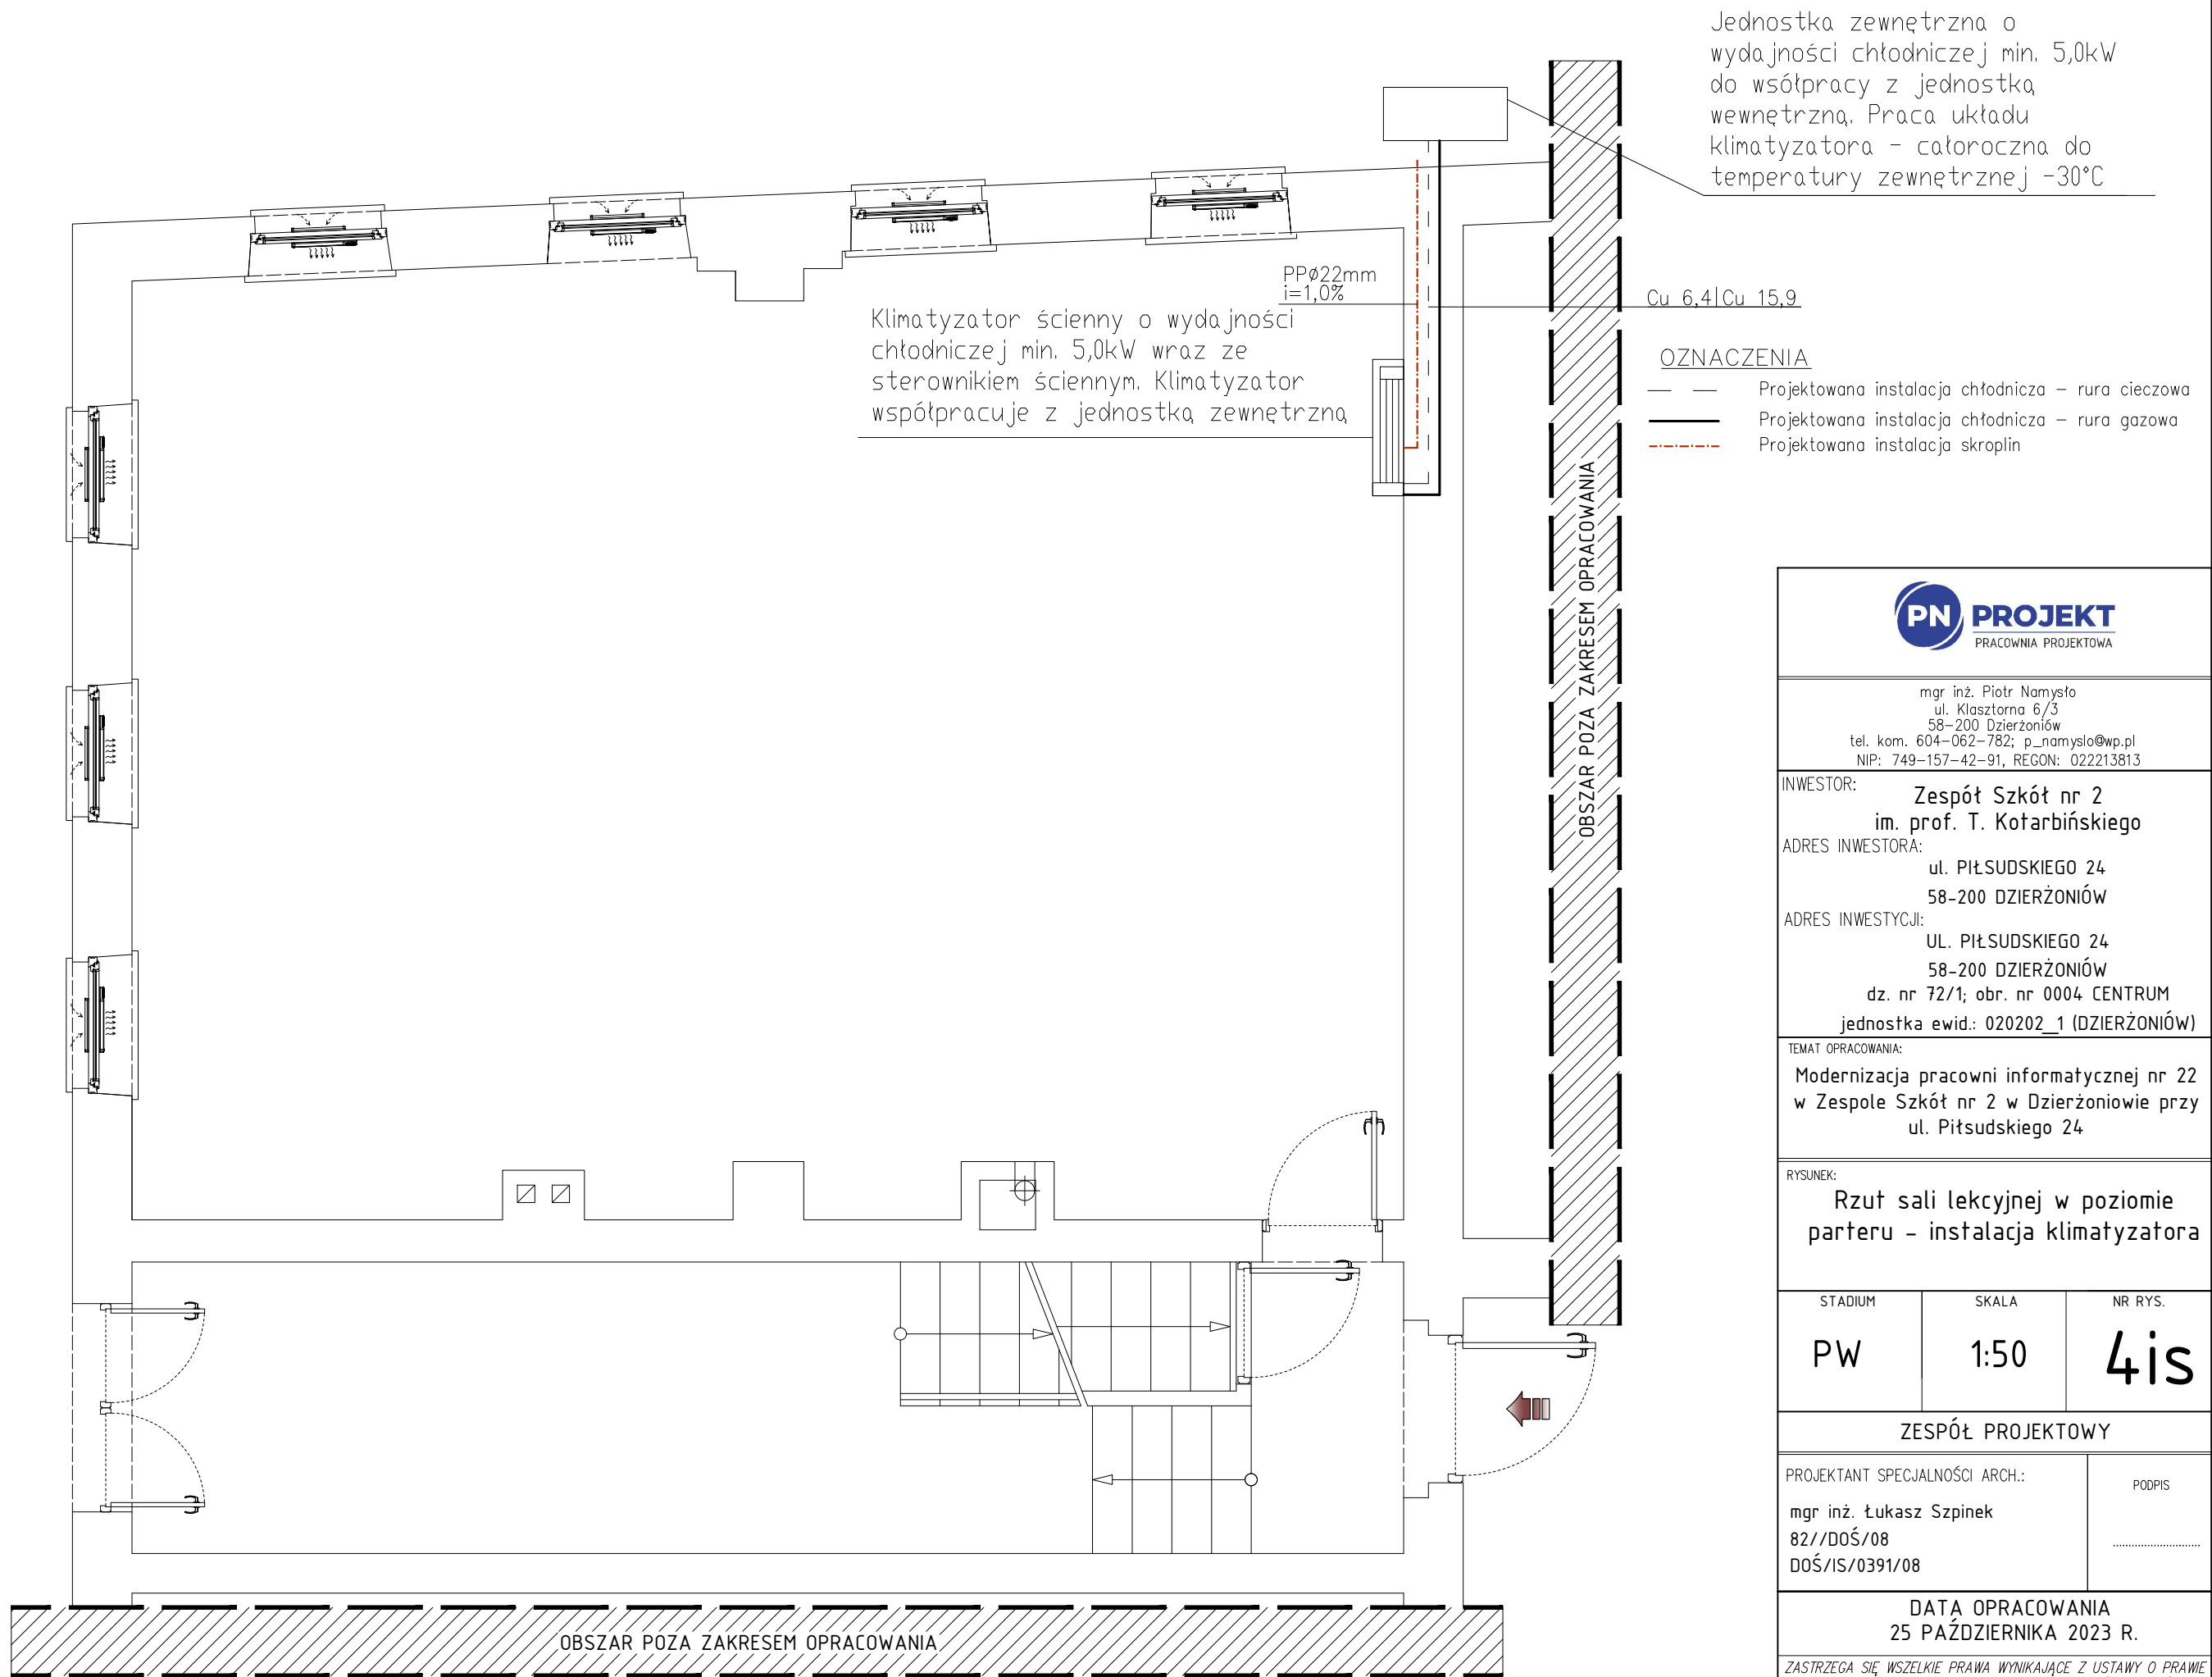 Jednostka zewnętrzna o
wydajności chłodniczej min. 5,0kW
do wsółpracy z jednostką
wewnętrzną. Praca układu
klimatyzatora - całoroczna do
temperatury zewnętrznej -30°C
PPø22mm
i=1,0%
Cu 6,4|Cu 15,9
Klimatyzator ścienny o wydajności
chłodniczej min. 5,0kW wraz ze
sterownikiem ściennym. Klimatyzator
współpracuje z jednostką zewnętrzną
OZNACZENIA
Projektowana instalacja chłodnicza – rura cieczowa
Projektowana instalacja chłodnicza – rura gazowa
Projektowana instalacja skroplin
OBSZAR POZA ZAKRESEM OPRACOWANIA
OBSZAR POZA ZAKRESEM OPRACOWANIA
PN PROJEKT
PRACOWNIA PROJEKTOWA
mgr inż. Piotr Namysło
ul. Klasztorna 6/3
58–200 Dzierżoniów
tel. kom. 604–062–782; p_namyslo@wp.pl
NIP: 749–157–42–91, REGON: 022213813
INWESTOR:
Zespół Szkół nr 2
im. prof. T. Kotarbińskiego
ADRES INWESTORA:
ul. PIŁSUDSKIEGO 24
58-200 DZIERŻONIÓW
ADRES INWESTYCJI:
UL. PIŁSUDSKIEGO 24
58-200 DZIERŻONIÓW
dz. nr 72/1; obr. nr 0004 CENTRUM
jednostka ewid.: 020202_1 (DZIERŻONIÓW)
TEMAT OPRACOWANIA:
Modernizacja pracowni informatycznej nr 22
w Zespole Szkół nr 2 w Dzierżoniowie przy
ul. Piłsudskiego 24
RYSUNEK:
Rzut sali lekcyjnej w poziomie
parteru - instalacja klimatyzatora
STADIUM SKALA NR RYS.
PW 1:50 4is
ZESPÓŁ PROJEKTOWY
PROJEKTANT SPECJALNOŚCI ARCH.:
PODPIS
mgr inż. Łukasz Szpinek
82//DOŚ/08
DOŚ/IS/0391/08
DATA OPRACOWANIA
25 PAŹDZIERNIKA 2023 R.
ZASTRZEGA SIĘ WSZELKIE PRAWA WYNIKAJĄCE Z USTAWY O PRAWIE